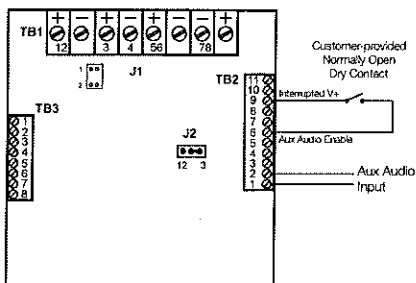 + − + − + − +
TB1
12 3 4 56 78
1
2
J1
TB2
Customer-provided
Normally Open
Dry Contact
11
10
9
8
7
6
5
4
3
2
1
Interrupted V+
Aux Audio Enable
TB3
1
2
3
4
5
6
7
8
J2
12 3
Aux Audio
Input